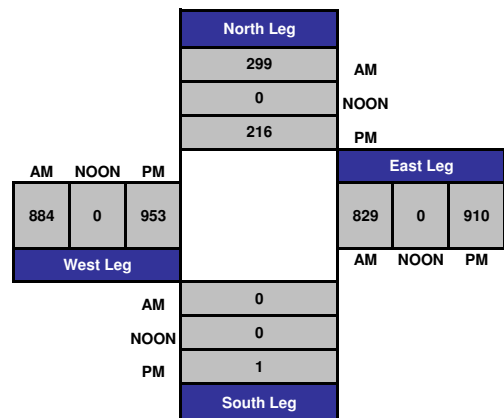 North Leg
299 AM
0 NOON
216 PM
AM NOON PM
East Leg
884 0 953
829 0 910
West Leg
AM NOON PM
AM 0
NOON 0
PM 1
South Leg